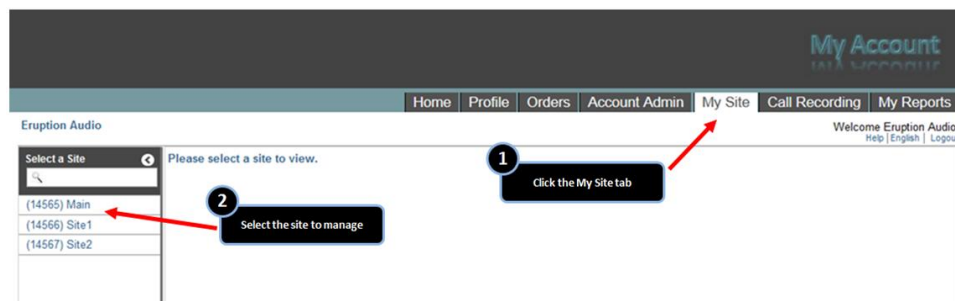 My Account
Home Profile Orders Account Admin My Site Call Recording My Reports
Eruption Audio
Welcome Eruption Audio
Help | English | Logou
Select a Site
Please select a site to view.
1
Click the My Site tab
(14565) Main
2
Select the site to manage
(14566) Site1
(14567) Site2